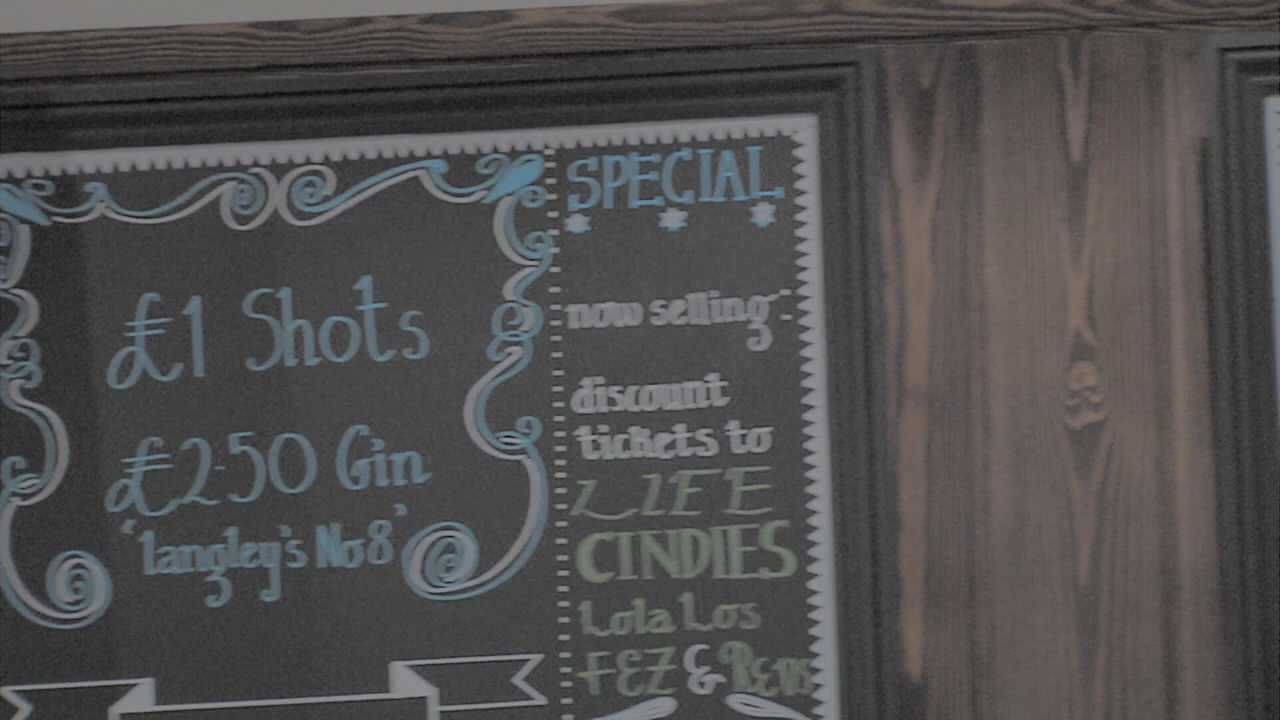 £1 Shots
£2.50 Gin
'Langley's No8'
SPECIAL
now selling -
discount
tickets to
LIFE
CINDIES
Lola Los
FEZ & Revs